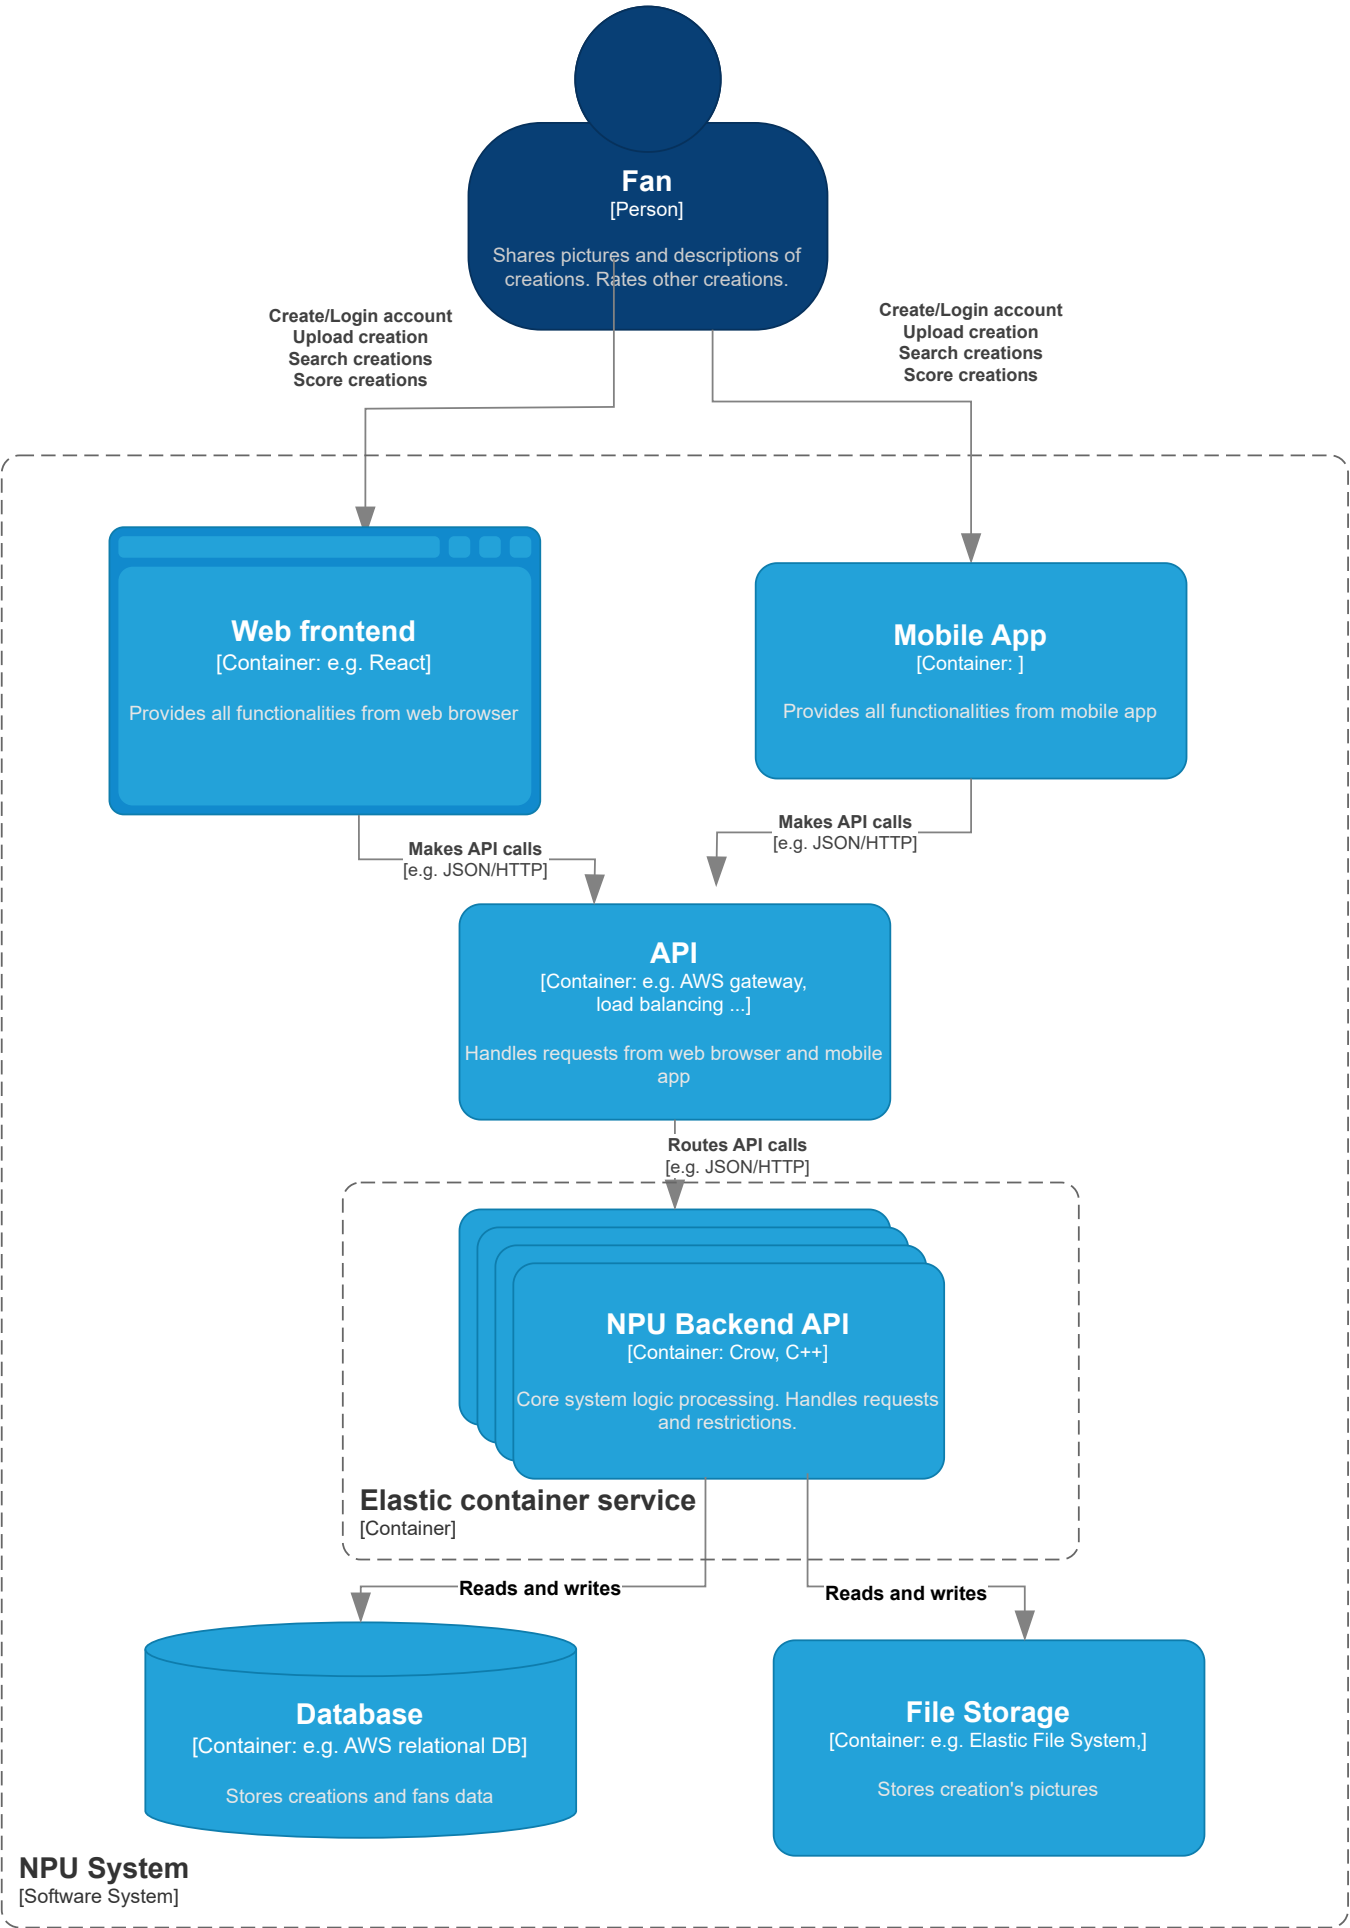 Fan
[Person]
Shares pictures and descriptions of
creations. Rates other creations.
Create/Login account
Upload creation
Search creations
Score creations
Create/Login account
Upload creation
Search creations
Score creations
Web frontend
[Container: e.g. React]
Provides all functionalities from web browser
Mobile App
[Container: ]
Provides all functionalities from mobile app
Makes API calls
[e.g. JSON/HTTP]
Makes API calls
[e.g. JSON/HTTP]
API
[Container: e.g. AWS gateway,
load balancing ...]
Handles requests from web browser and mobile
app
Routes API calls
[e.g. JSON/HTTP]
NPU Backend API
[Container: Crow, C++]
Core system logic processing. Handles requests
and restrictions.
Elastic container service
[Container]
Reads and writes
Reads and writes
Database
[Container: e.g. AWS relational DB]
Stores creations and fans data
File Storage
[Container: e.g. Elastic File System,]
Stores creation's pictures
NPU System
[Software System]